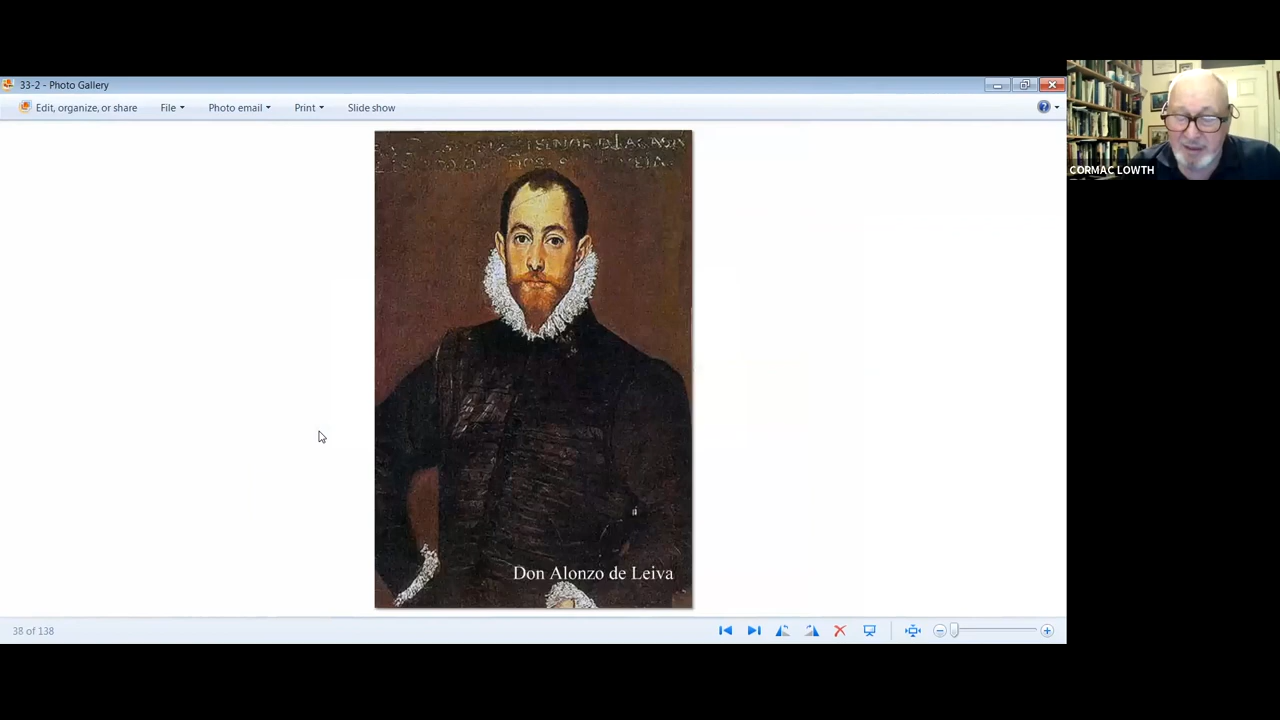 33-2 - Photo Gallery
Edit, organize, or share File Photo email Print Slide show
CORMAC LOWTH
Don Alonzo de Leiva
38 of 138